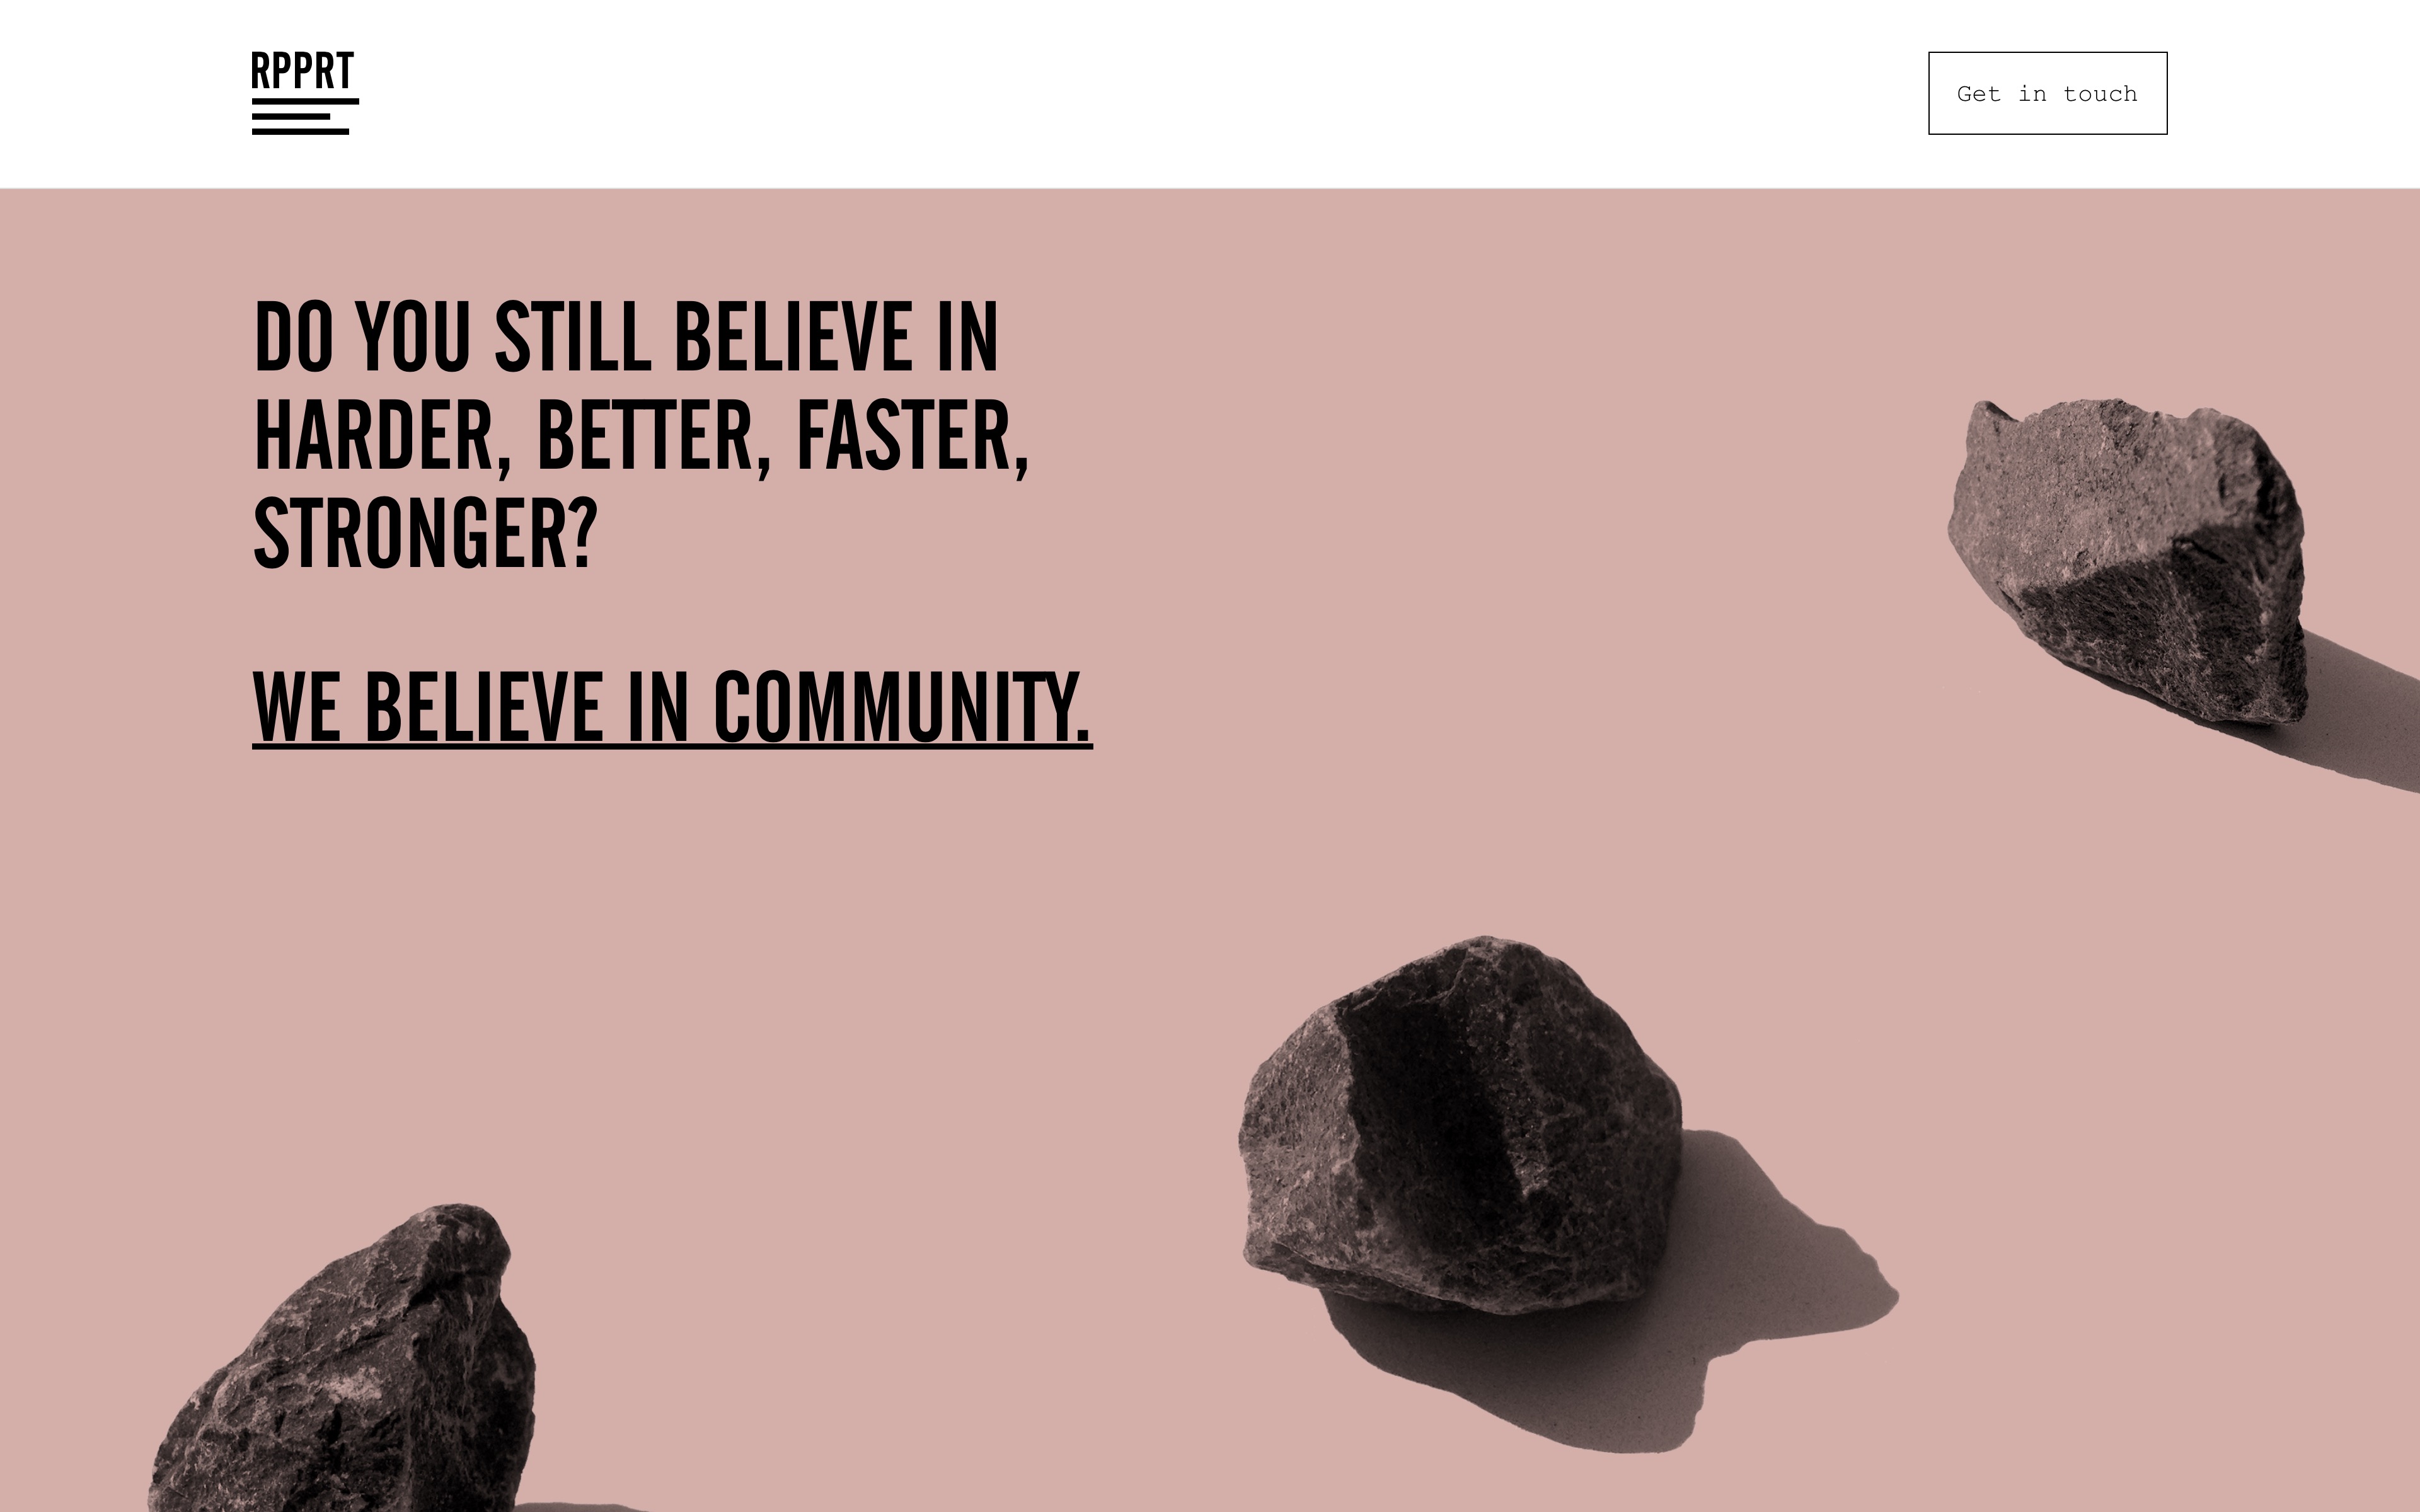 RPPRT
Get in touch
DO YOU STILL BELIEVE IN
HARDER, BETTER, FASTER,
STRONGER?
WE BELIEVE IN COMMUNITY.